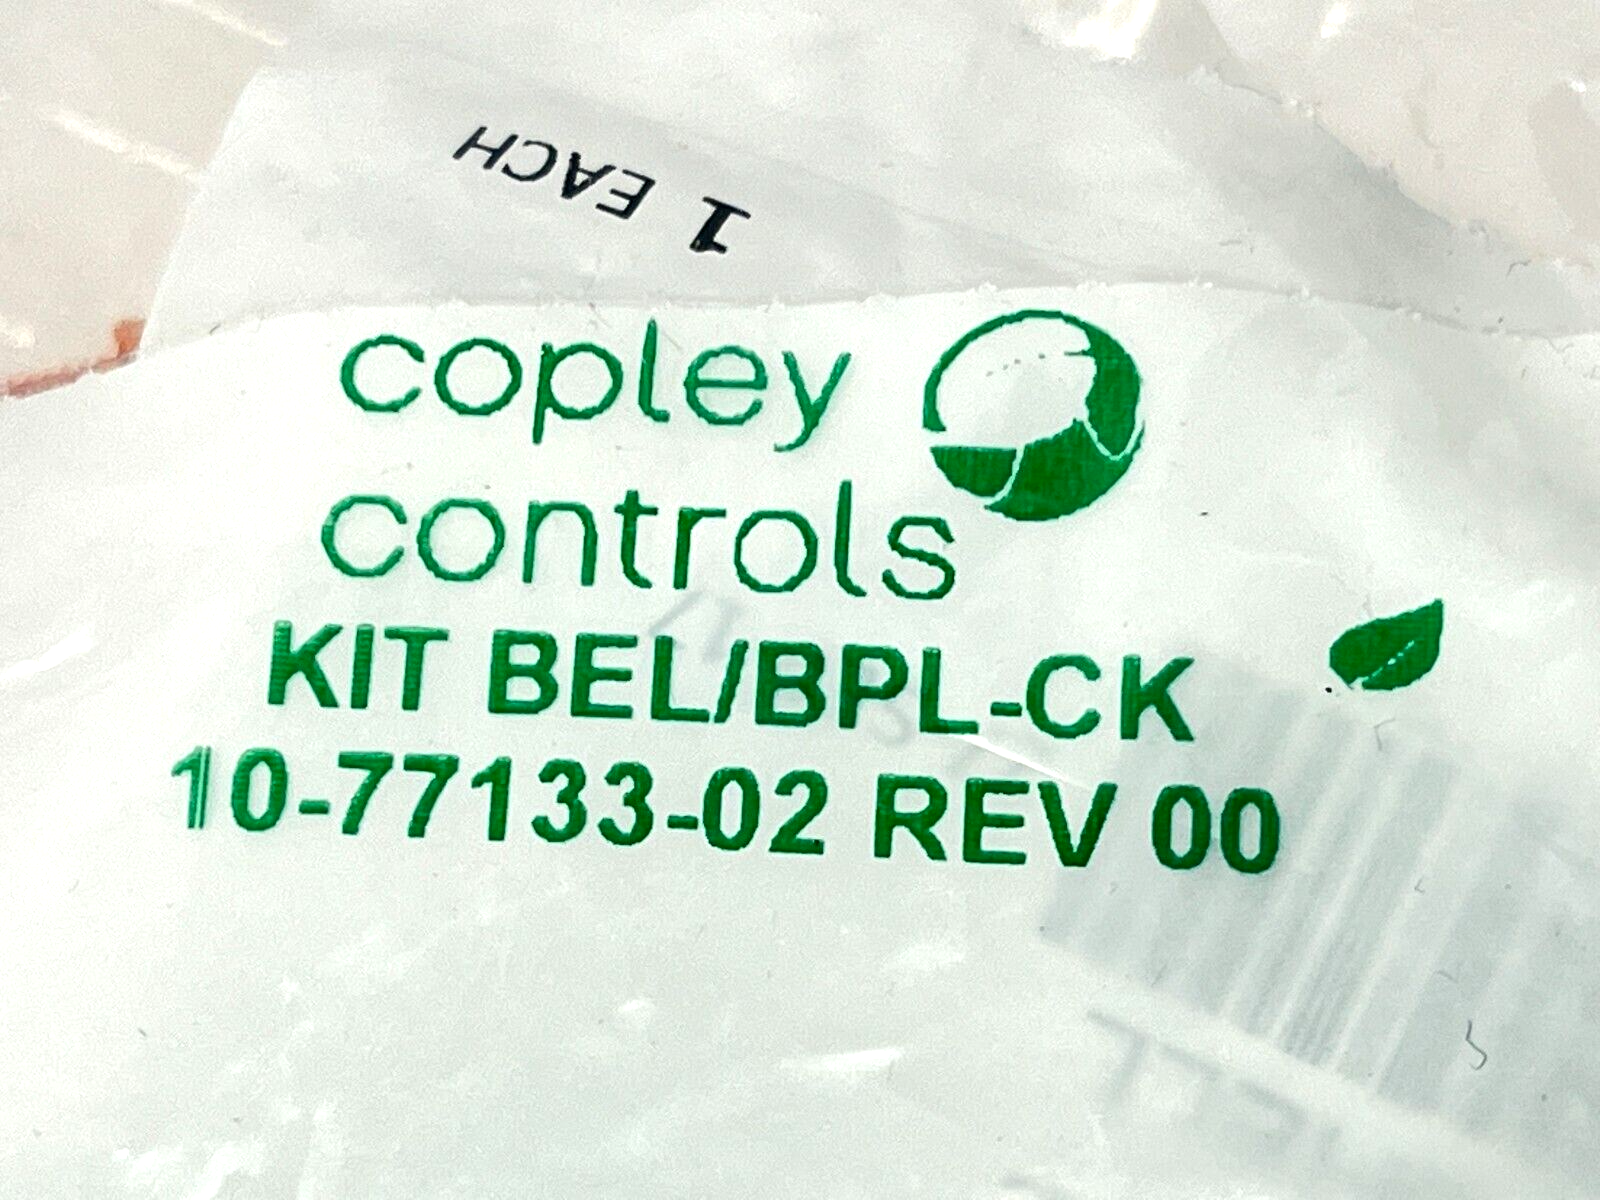 1 EACH
copley
controls
KIT BEL/BPL-CK
10-77133-02 REV 00